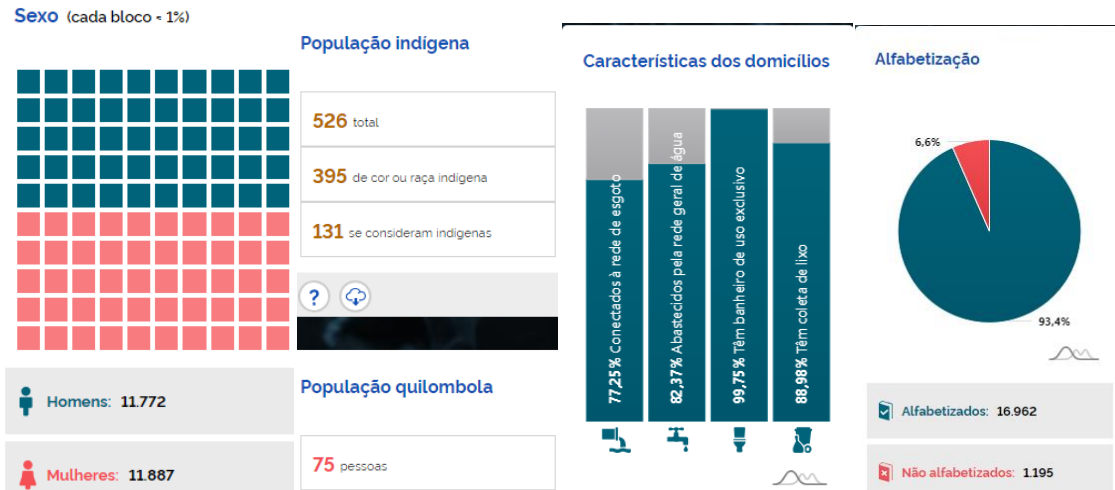 Sexo (cada bloco ≈ 1%)
Homens: 11.772
Mulheres: 11.887
População indígena
526 total
395 de cor ou raça indígena
131 se consideram indígenas
?
População quilombola
75 pessoas
Características dos domicílios
77,25% Conectados à rede de esgoto
82,37% Abastecidos pela rede geral de água
99,75% Têm banheiro de uso exclusivo
88,98% Têm coleta de lixo
Alfabetização
6,6%
93,4%
Alfabetizados: 16.962
Não alfabetizados: 1.195